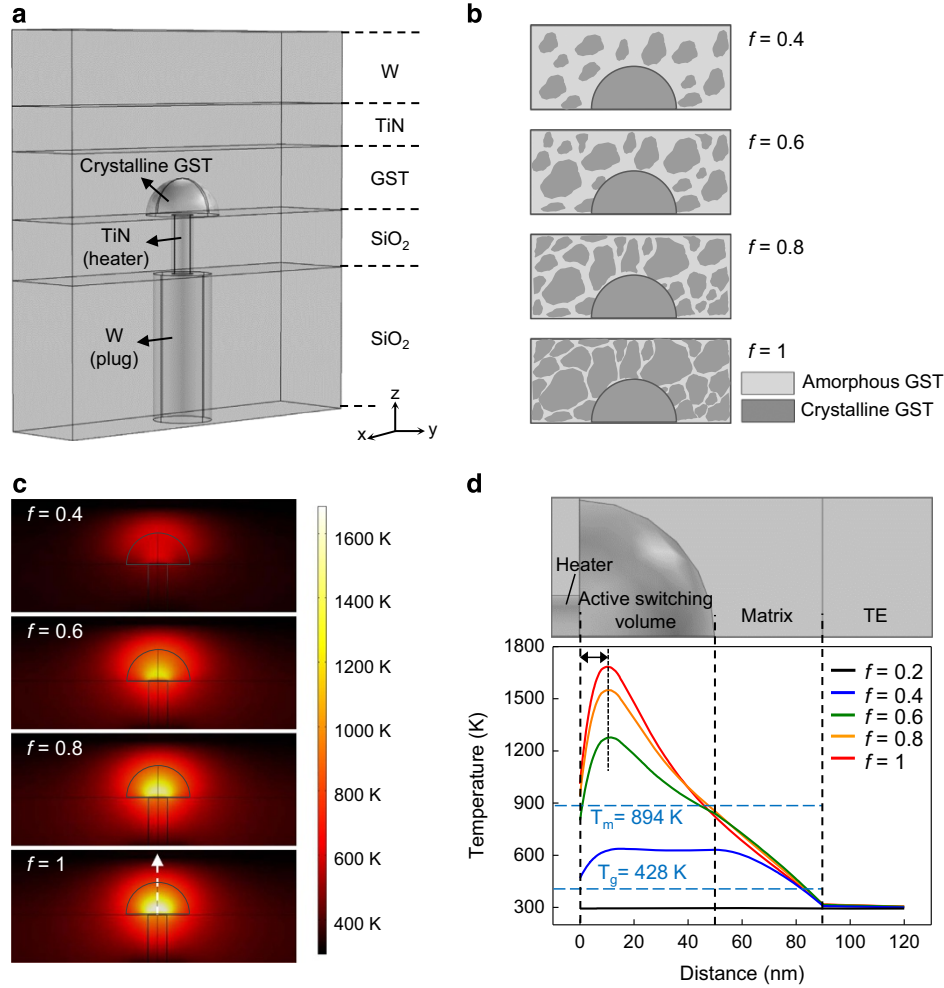 a
W
TiN
Crystalline GST
GST
TiN
(heater)
SiO₂
W
(plug)
SiO₂
z
x
y
b
f = 0.4
f = 0.6
f = 0.8
f = 1
Amorphous GST
Crystalline GST
c
f = 0.4
f = 0.6
f = 0.8
f = 1
1600 K
1400 K
1200 K
1000 K
800 K
600 K
400 K
d
Heater
Active switching
volume
Matrix
TE
1800
1500
1200
900
600
300
Temperature (K)
f = 0.2
f = 0.4
f = 0.6
f = 0.8
f = 1
Tₘ= 894 K
T_g= 428 K
0
20
40
60
80
100
120
Distance (nm)